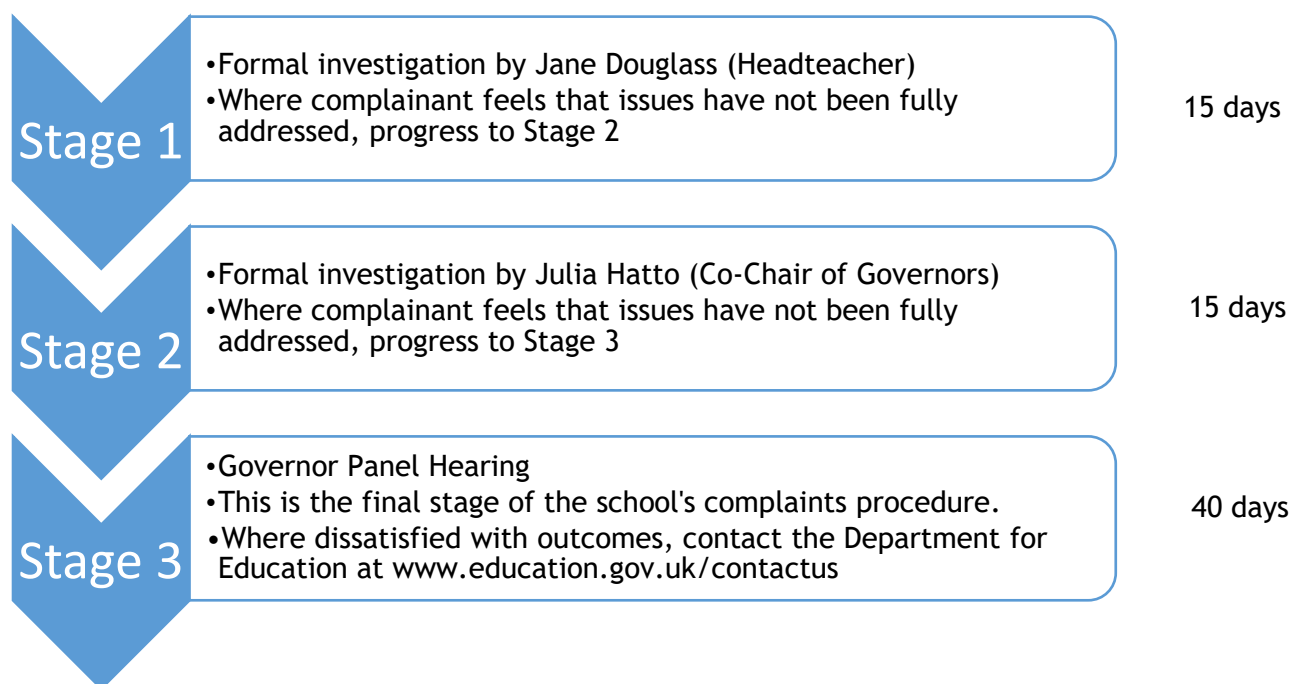 Stage 1
•Formal investigation by Jane Douglass (Headteacher)
•Where complainant feels that issues have not been fully
addressed, progress to Stage 2
15 days
Stage 2
•Formal investigation by Julia Hatto (Co-Chair of Governors)
•Where complainant feels that issues have not been fully
addressed, progress to Stage 3
15 days
Stage 3
•Governor Panel Hearing
•This is the final stage of the school's complaints procedure.
•Where dissatisfied with outcomes, contact the Department for
Education at www.education.gov.uk/contactus
40 days